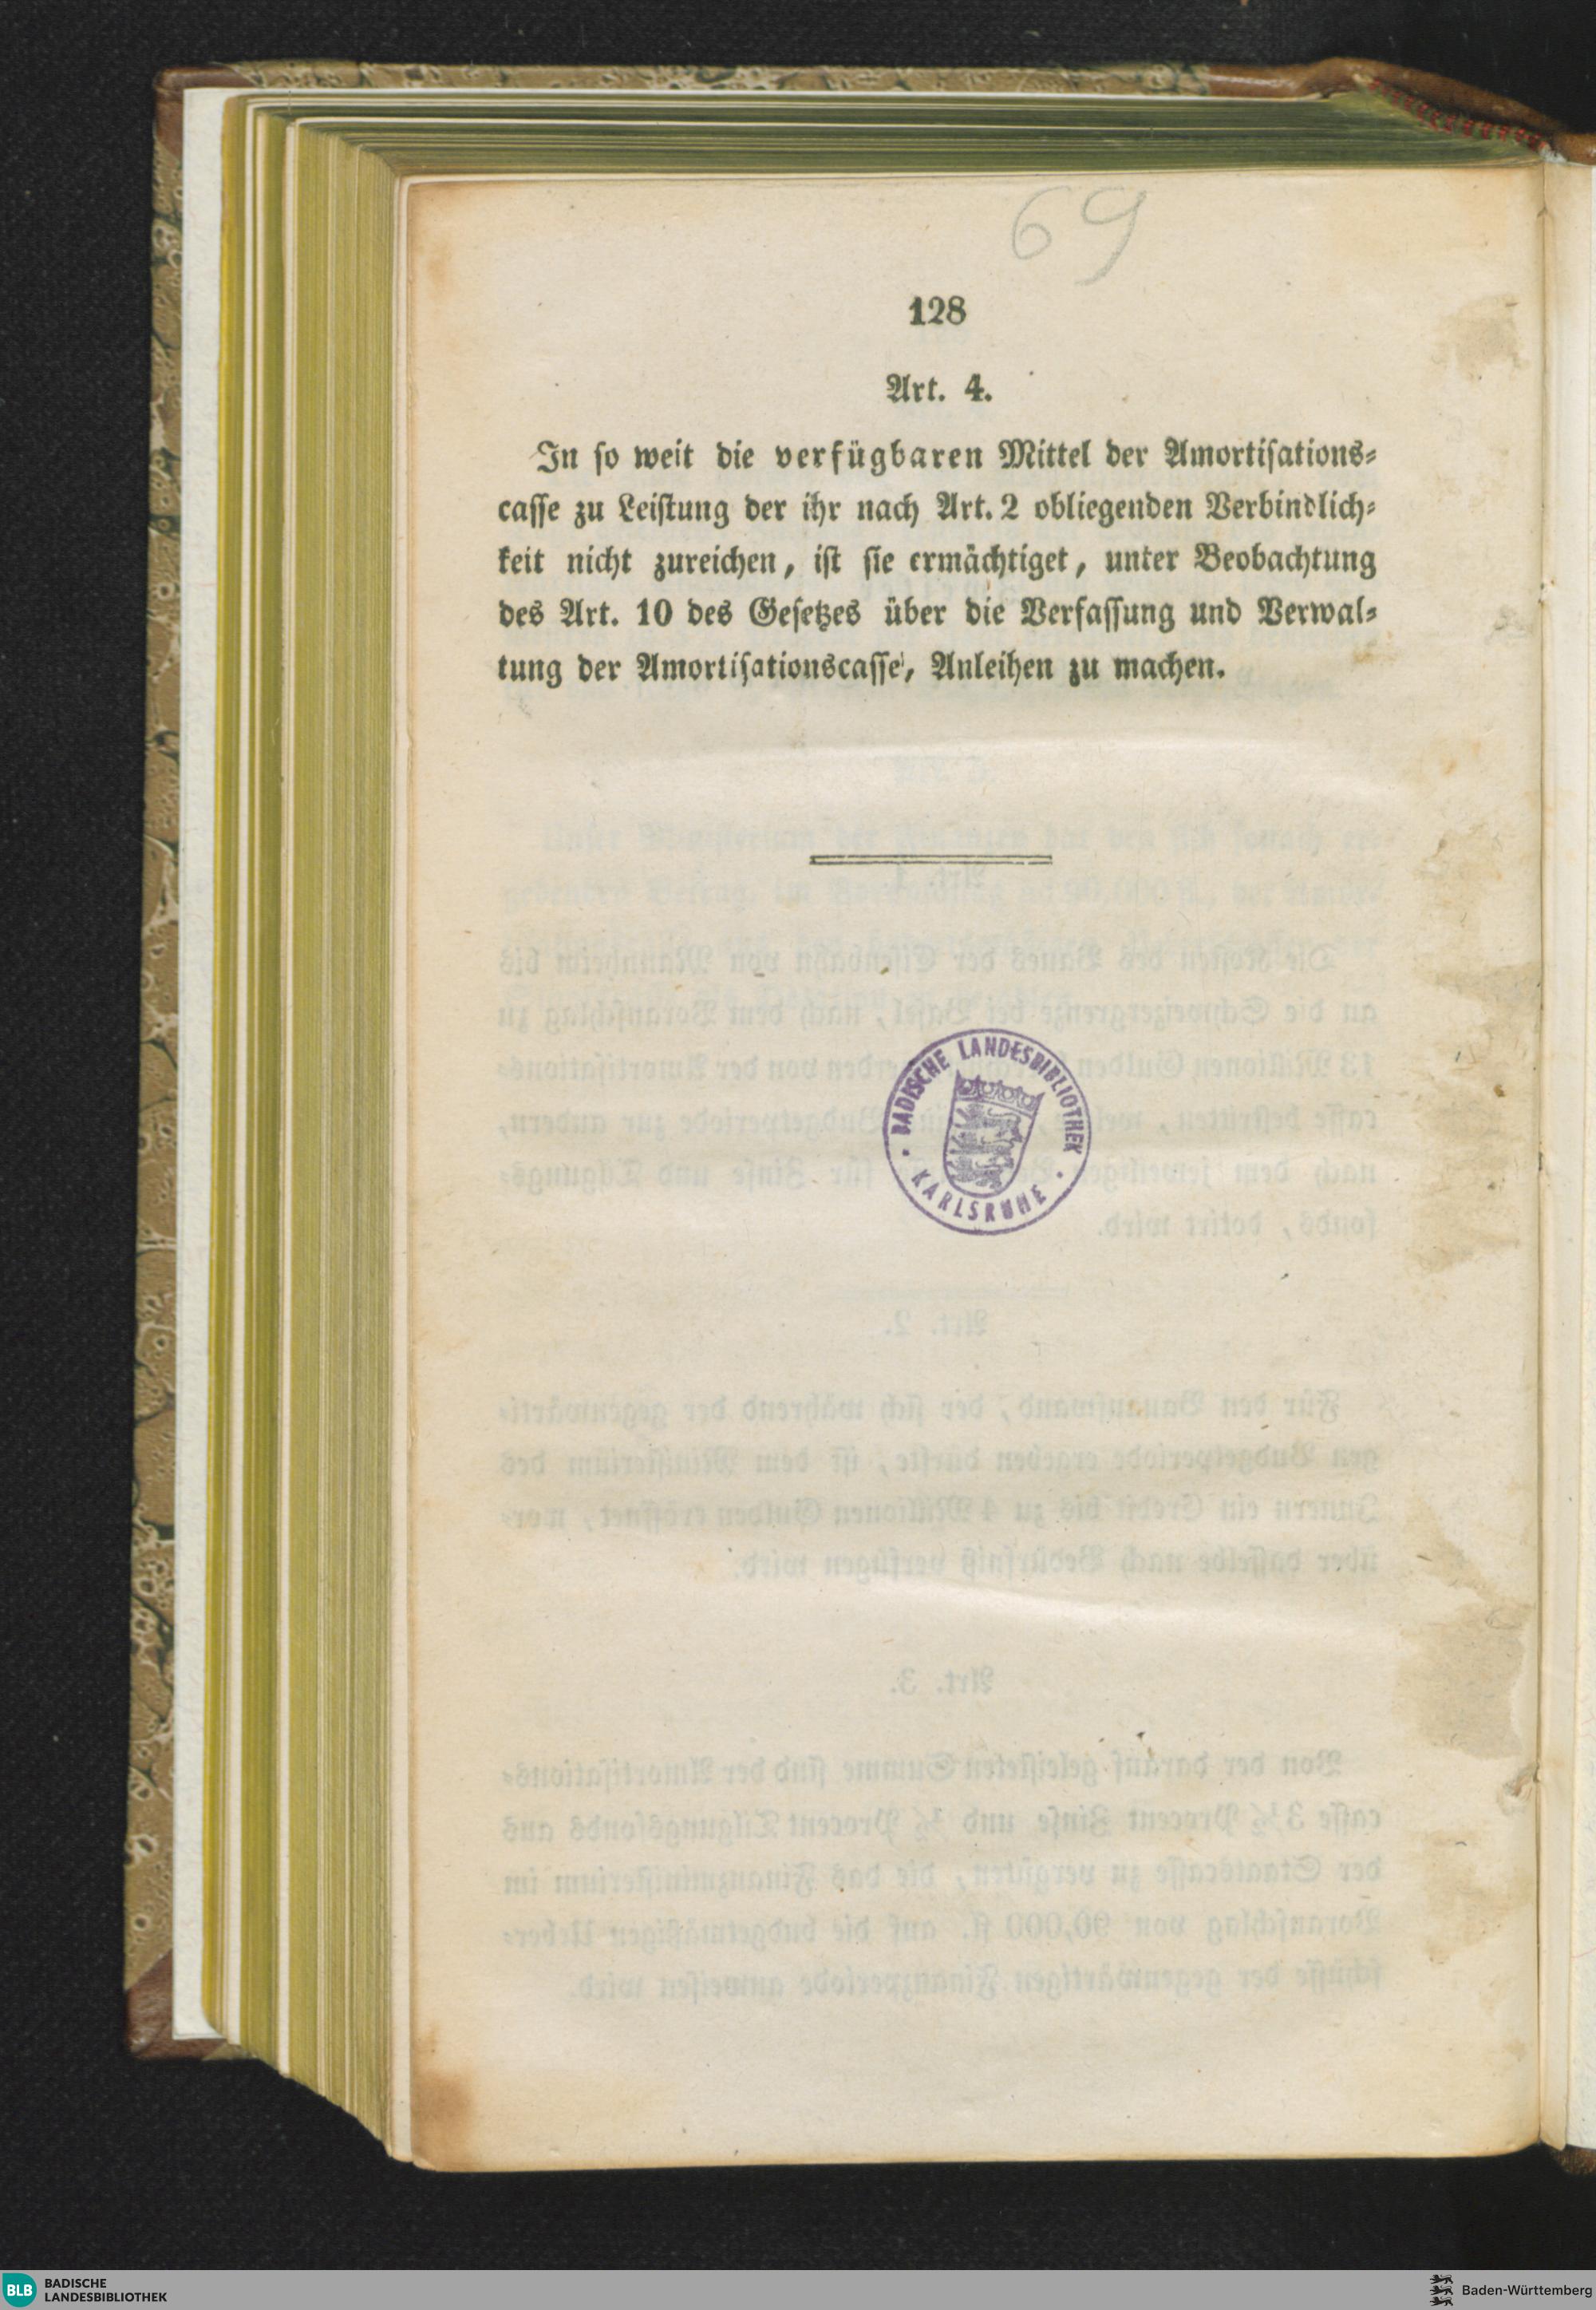 69
128
Art. 4.
In so weit die verfügbaren Mittel der Amortisations⸗
casse zu Leistung der ihr nach Art. 2 obliegenden Verbindlich⸗
keit nicht zureichen, ist sie ermächtiget, unter Beobachtung
des Art. 10 des Gesetzes über die Verfassung und Verwal⸗
tung der Amortisationscasse, Anleihen zu machen.
BADISCHE LANDESBIBLIOTHEK
KARLSRUHE
BLB BADISCHE
LANDESBIBLIOTHEK
Baden-Württemberg